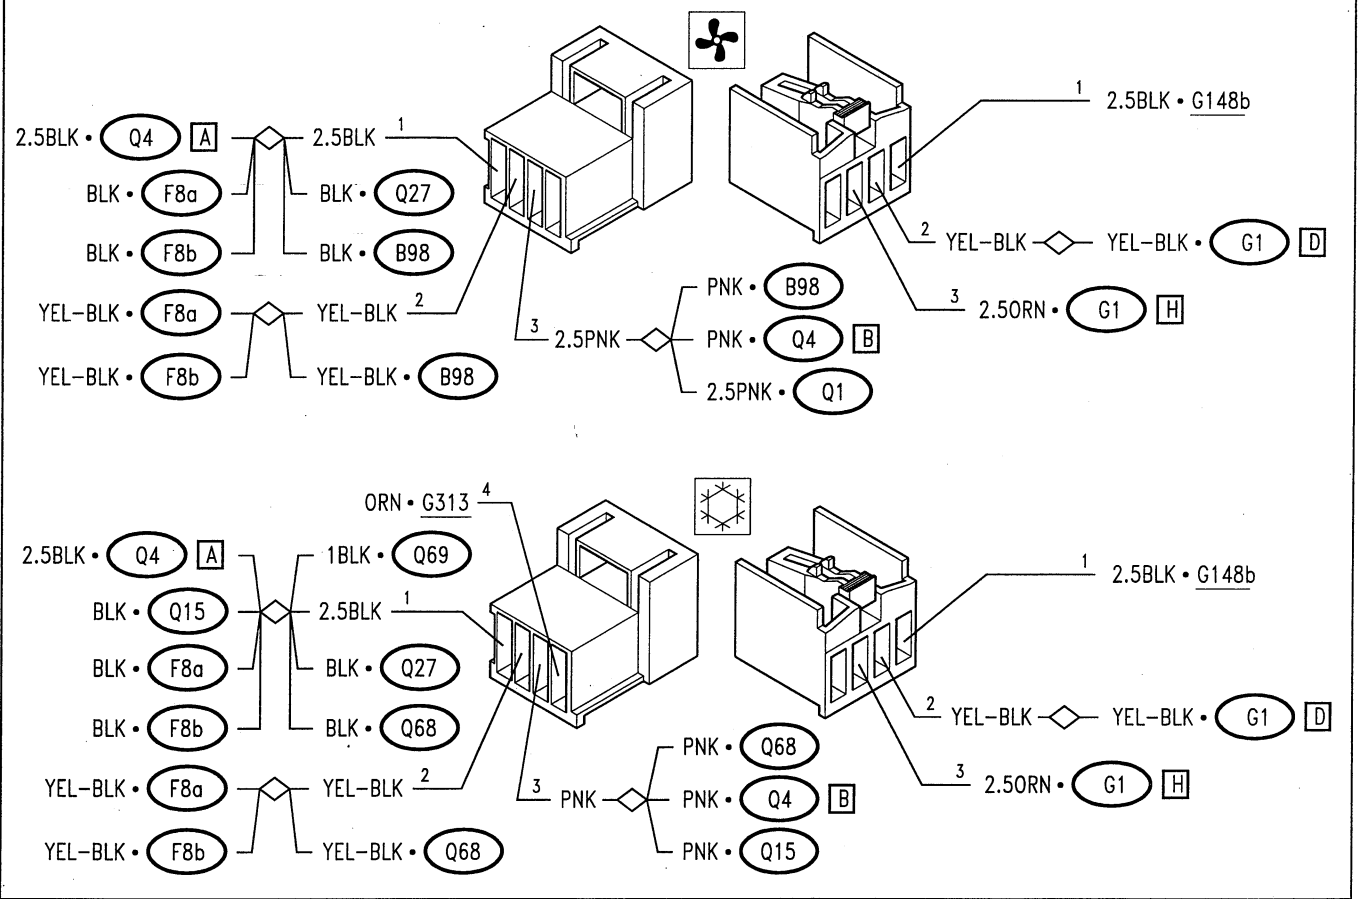 1 2.5BLK • G148b
2.5BLK • Q4 A 2.5BLK 1
BLK • F8a BLK • Q27
2 YEL-BLK YEL-BLK • G1 D
BLK • F8b BLK • B98
PNK • B98
YEL-BLK • F8a YEL-BLK 2
3 2.5ORN • G1 H
3 2.5PNK PNK • Q4 B
YEL-BLK • F8b YEL-BLK • B98
2.5PNK • Q1
ORN • G313 4
2.5BLK • Q4 A 1BLK • Q69
1 2.5BLK • G148b
BLK • Q15 2.5BLK 1
BLK • F8a BLK • Q27
2 YEL-BLK YEL-BLK • G1 D
BLK • F8b BLK • Q68
PNK • Q68
YEL-BLK • F8a YEL-BLK 2
3 2.5ORN • G1 H
3 PNK PNK • Q4 B
YEL-BLK • F8b YEL-BLK • Q68
PNK • Q15